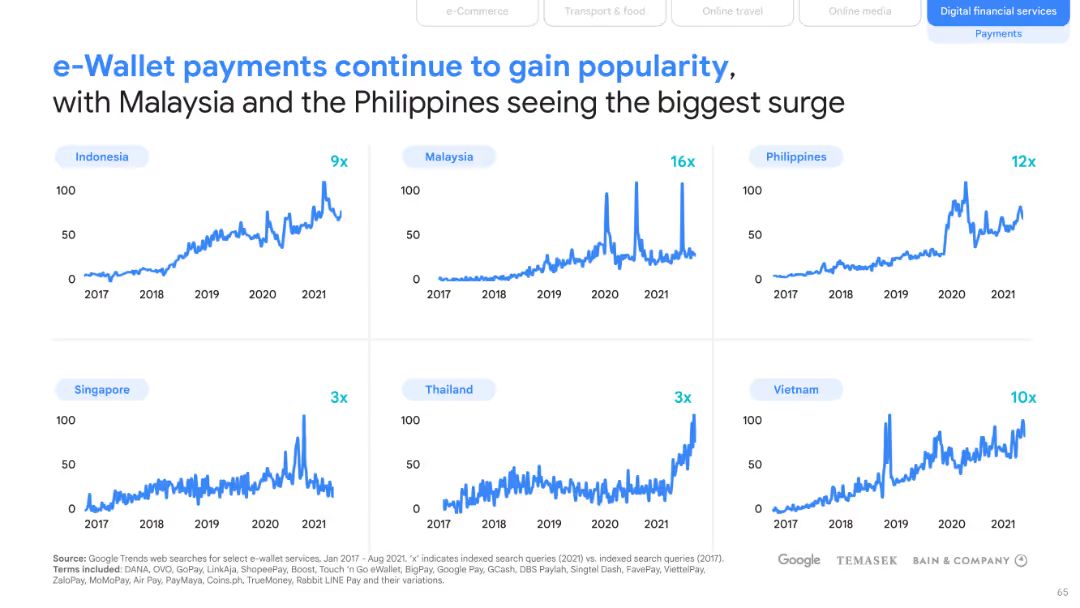 e-Commerce
Transport & food
Online travel
Online media
Digital financial services
Payments
e-Wallet payments continue to gain popularity,
with Malaysia and the Philippines seeing the biggest surge
Indonesia
9x
100
50
0
2017 2018 2019 2020 2021
Malaysia
16x
100
50
0
2017 2018 2019 2020 2021
Philippines
12x
100
50
0
2017 2018 2019 2020 2021
Singapore
3x
100
50
0
2017 2018 2019 2020 2021
Thailand
3x
100
50
0
2017 2018 2019 2020 2021
Vietnam
10x
100
50
0
2017 2018 2019 2020 2021
Source: Google Trends web searches for select e-wallet services, Jan 2017 - Aug 2021, 'x' indicates indexed search queries (2021) vs. indexed search queries (2017).
Terms included: DANA, OVO, GoPay, LinkAja, ShopeePay, Boost, Touch 'n Go eWallet, BigPay, Google Pay, GCash, DBS Paylah, Singtel Dash, FavePay, ViettelPay,
ZaloPay, MoMoPay, Air Pay, PayMaya, Coins.ph, TrueMoney, Rabbit LINE Pay and their variations.
Google TEMASEK BAIN & COMPANY
65